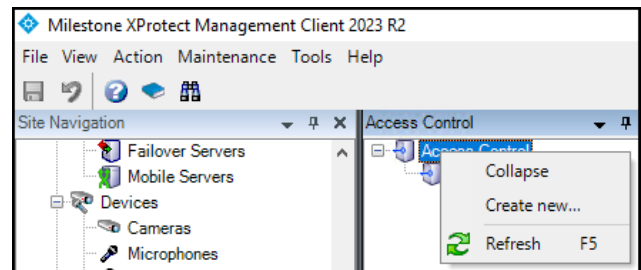 Milestone XProtect Management Client 2023 R2
File View Action Maintenance Tools Help
Site Navigation
Access Control
Failover Servers
Mobile Servers
Devices
Cameras
Microphones
Access Control
Collapse
Create new...
Refresh F5